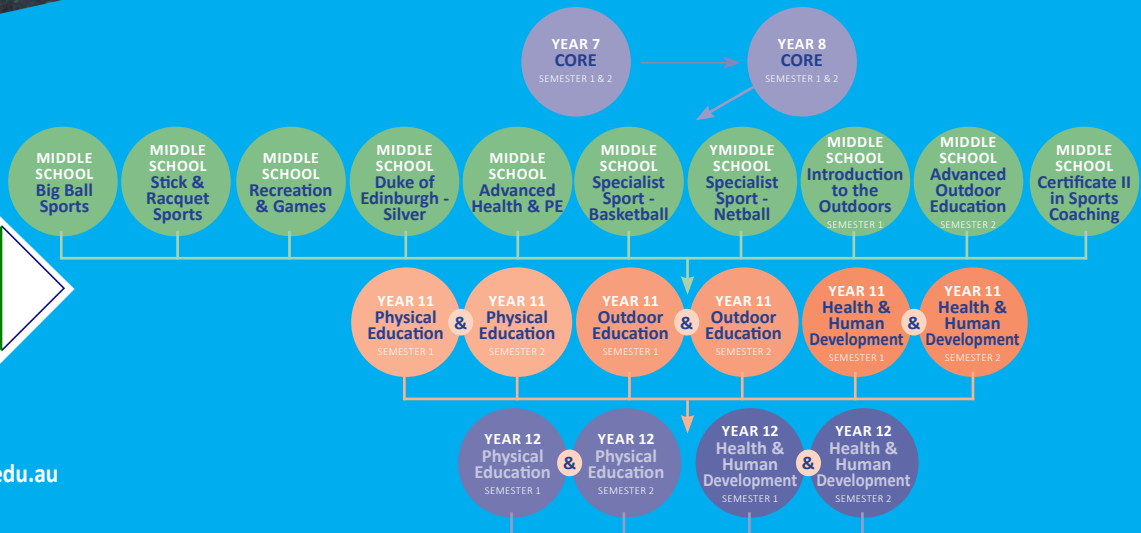 YEAR 7
CORE
SEMESTER 1 & 2
YEAR 8
CORE
SEMESTER 1 & 2
MIDDLE
SCHOOL
Big Ball
Sports
MIDDLE
SCHOOL
Stick &
Racquet
Sports
MIDDLE
SCHOOL
Recreation
& Games
MIDDLE
SCHOOL
Duke of
Edinburgh -
Silver
MIDDLE
SCHOOL
Advanced
Health & PE
MIDDLE
SCHOOL
Specialist
Sport -
Basketball
YMIDDLE
SCHOOL
Specialist
Sport -
Netball
MIDDLE
SCHOOL
Introduction
to the
Outdoors
SEMESTER 1
MIDDLE
SCHOOL
Advanced
Outdoor
Education
SEMESTER 2
MIDDLE
SCHOOL
Certificate II
in Sports
Coaching
YEAR 11
Physical
Education
SEMESTER 1
&
YEAR 11
Physical
Education
SEMESTER 2
YEAR 11
Outdoor
Education
SEMESTER 1
&
YEAR 11
Outdoor
Education
SEMESTER 2
YEAR 11
Health &
Human
Development
SEMESTER 1
&
YEAR 11
Health &
Human
Development
SEMESTER 2
YEAR 12
Physical
Education
SEMESTER 1
&
YEAR 12
Physical
Education
SEMESTER 2
YEAR 12
Health &
Human
Development
SEMESTER 1
&
YEAR 12
Health &
Human
Development
SEMESTER 2
edu.au